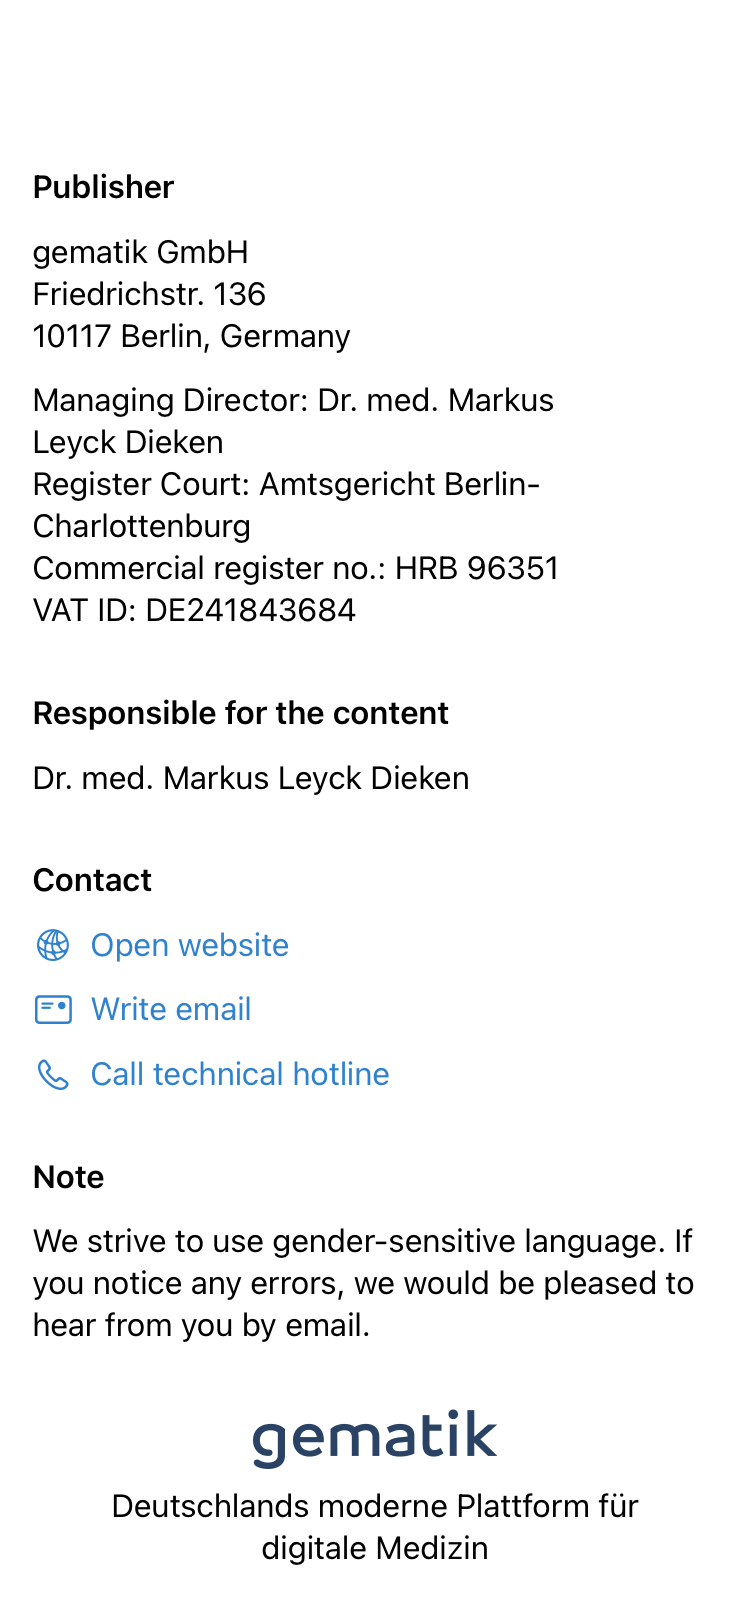 Publisher
gematik GmbH
Friedrichstr. 136
10117 Berlin, Germany
Managing Director: Dr. med. Markus
Leyck Dieken
Register Court: Amtsgericht Berlin-
Charlottenburg
Commercial register no.: HRB 96351
VAT ID: DE241843684
Responsible for the content
Dr. med. Markus Leyck Dieken
Contact
Open website
Write email
Call technical hotline
Note
We strive to use gender-sensitive language. If
you notice any errors, we would be pleased to
hear from you by email.
gematik
Deutschlands moderne Plattform für
digitale Medizin